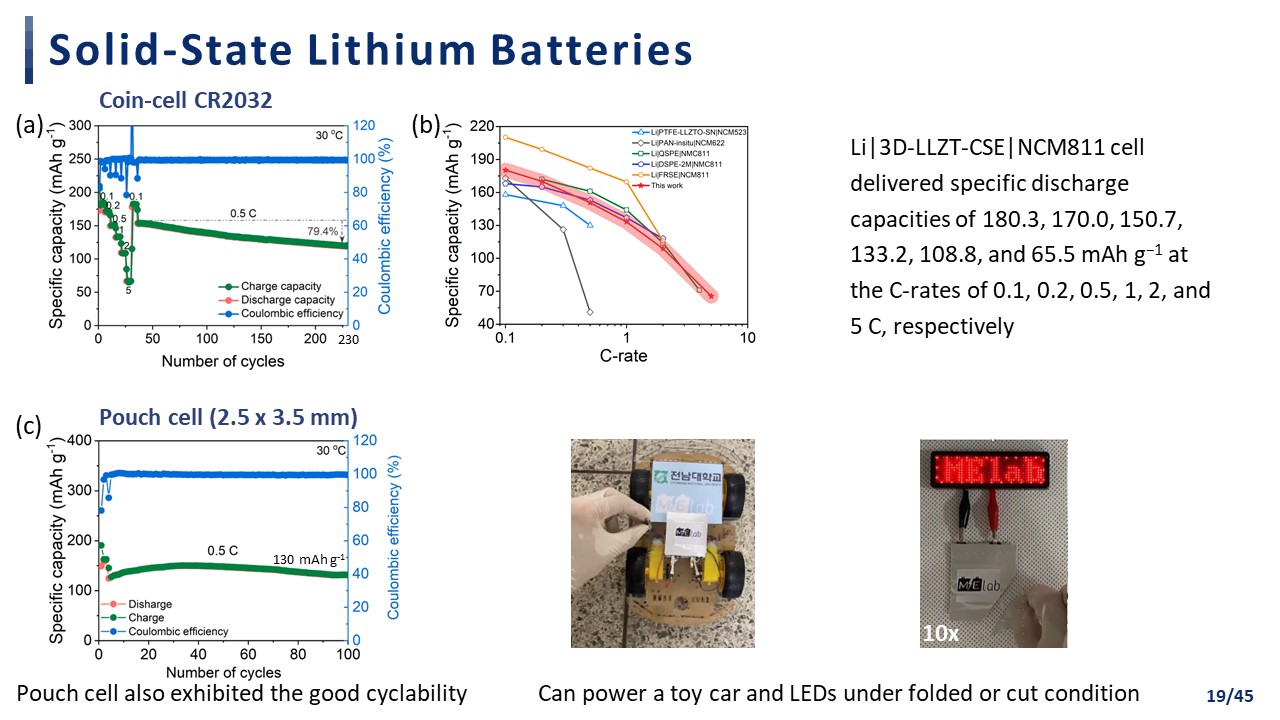 Solid-State Lithium Batteries
Coin-cell CR2032
(a)
300
250
200
150
100
50
0
Specific capacity (mAh g⁻¹)
30 ⁰C
0.1
0.2
0.5
1
2
5
0.1
0.5 C
79.4%
Charge capacity
Discharge capacity
Coulombic efficiency
120
100
80
60
40
20
0
Coulombic efficiency (%)
0 50 100 150 200 230
Number of cycles
(b)
220
190
160
130
100
70
40
Specific capacity (mAh g⁻¹)
Li|PTFE-LLZTO-SN|NCM523
Li|PAN-insitu|NCM622
Li|QSPE|NMC811
Li|DSPE-2M|NMC811
Li|FRSE|NCM811
This work
0.1 1 10
C-rate
Li|3D-LLZT-CSE|NCM811 cell
delivered specific discharge
capacities of 180.3, 170.0, 150.7,
133.2, 108.8, and 65.5 mAh g⁻¹ at
the C-rates of 0.1, 0.2, 0.5, 1, 2, and
5 C, respectively
Pouch cell (2.5 x 3.5 mm)
(c)
400
300
200
100
0
Specific capacity (mAh g⁻¹)
30 ⁰C
0.5 C
130 mAh g⁻¹
Disharge
Charge
Coulombic efficiency
120
100
80
60
40
20
0
Coulombic efficiency (%)
0 20 40 60 80 100
Number of cycles
전남대학교
MElab
MElab
MElab
MElab
10x
Pouch cell also exhibited the good cyclability
Can power a toy car and LEDs under folded or cut condition
19/45